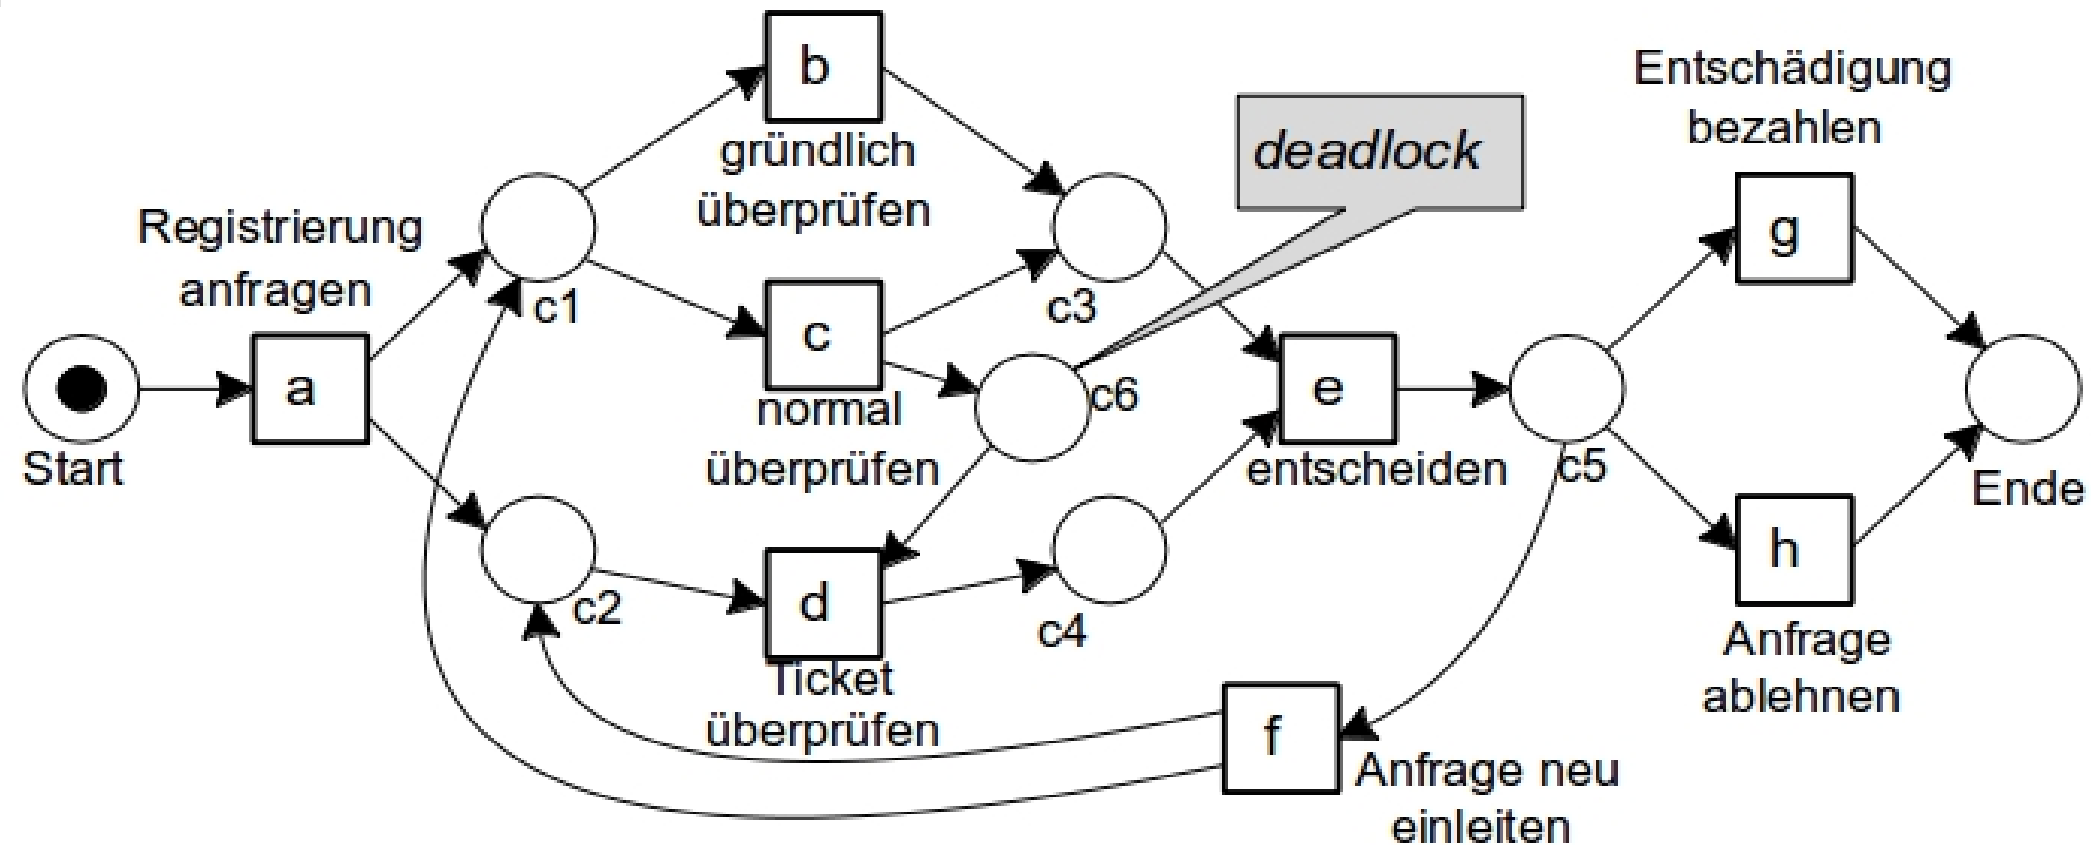 b
gründlich
überprüfen
Entschädigung
bezahlen
deadlock
Registrierung
anfragen
c1
c
normal
überprüfen
c3
c6
g
Start
a
e
entscheiden
c5
Ende
c2
d
Ticket
überprüfen
c4
h
Anfrage
ablehnen
f
Anfrage neu
einleiten